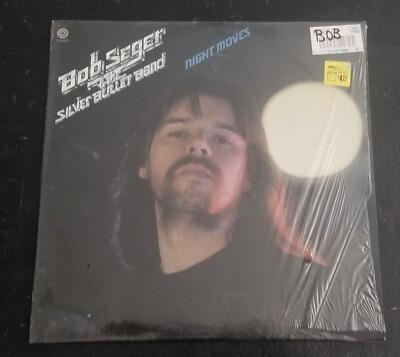 Bob Seger
& THE
SILVER BULLET BAND
NIGHT MOVES
BOB